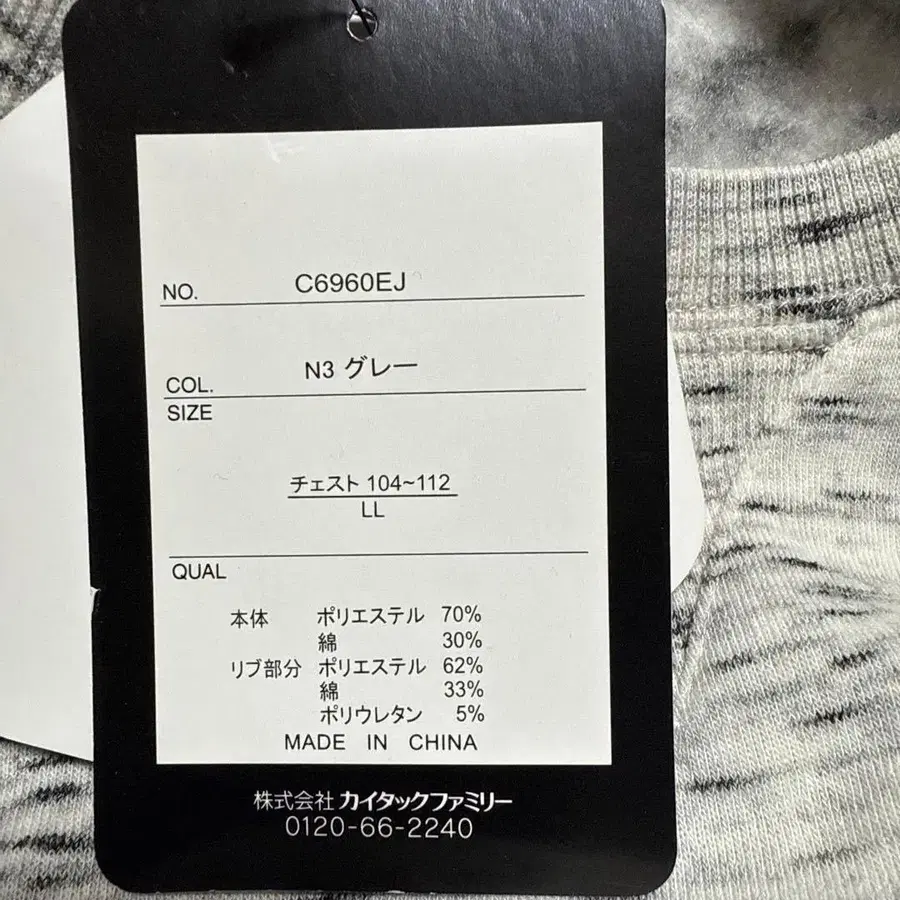 NO. C6960EJ
COL. N3 グレー
SIZE
チェスト 104~112
LL
QUAL
本体 ポリエステル 70%
綿 30%
リブ部分 ポリエステル 62%
綿 33%
ポリウレタン 5%
MADE IN CHINA
株式会社 カイタックファミリー
0120-66-2240